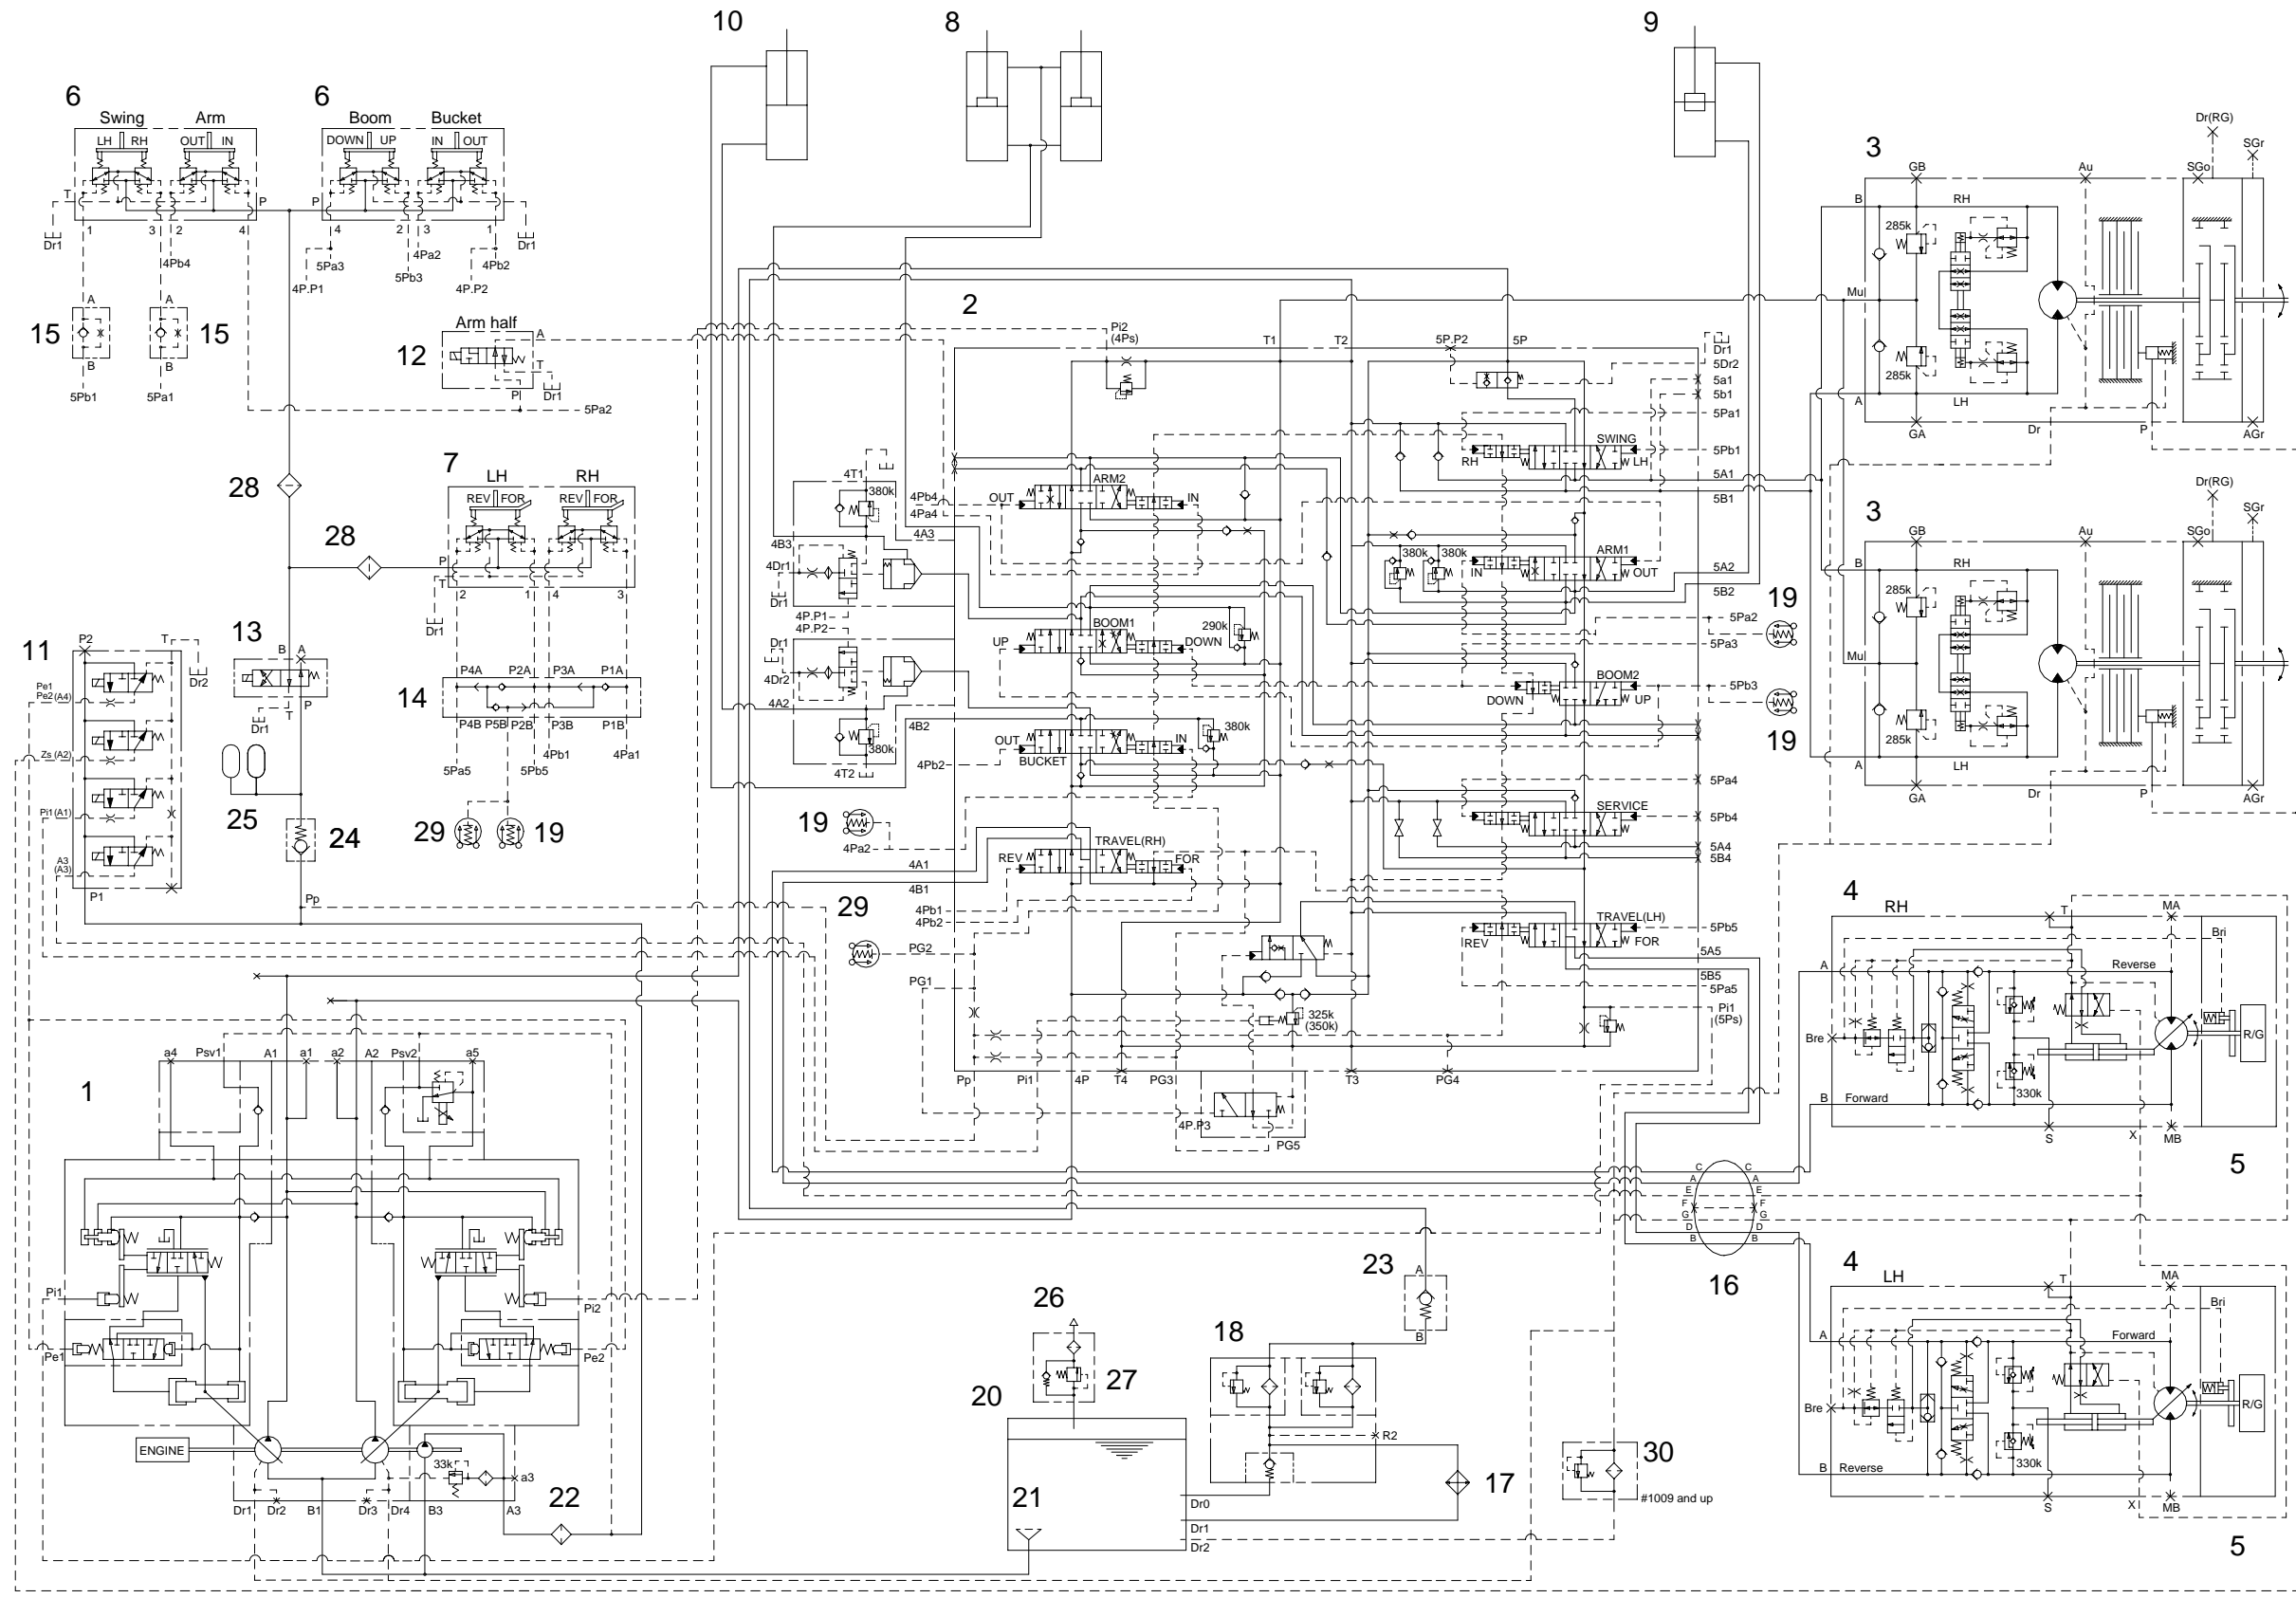 10
8
9
6
6
Swing Arm
Boom Bucket
LH RH OUT IN
DOWN UP IN OUT
T
P
P
T
1 3 2 4
4 2 3 1
Dr1
Dr1
4Pb4
5Pa3
4Pa2
4Pb2
5Pb3
4P.P1
4P.P2
A
A
15
15
B
B
5Pb1
5Pa1
Arm half
A
12
T
P
Dr1
5Pa2
28
28
7
LH RH
REV FOR REV FOR
P
T
2 1 4 3
Dr1
13
B A
P
T
Dr1
11
P2
T
Dr2
Pe1
Pe2 (A4)
Zs (A2)
Pi1 (A1)
A3
(A3)
P1
14
P4A P2A P3A P1A
P4B P5B P2B P3B P1B
5Pa5
5Pb5
4Pb1
4Pa1
25
24
29
19
Pp
2
Pi2
(4Ps)
T1
T2
5P.P2
5P
Dr1
5Dr2
5a1
5b1
5Pa1
SWING
RH
LH
5Pb1
5A1
5B1
4T1
380k
4Pb4
4Pa4
OUT
ARM2
IN
4A3
4B3
4Dr1
Dr1
4P.P1
4P.P2
Dr1
4Dr2
4A2
380k
4T2
380k 380k
ARM1
IN
OUT
5A2
5B2
5Pa2
19
5Pa3
UP
BOOM1
DOWN
290k
BOOM2
DOWN
UP
5Pb3
19
4B2
OUT
BUCKET
IN
4Pb2
380k
5Pa4
SERVICE
5Pb4
5A4
5B4
19
4Pa2
4A1
TRAVEL(RH)
REV
FOR
4B1
4Pb1
4Pb2
29
PG2
PG1
TRAVEL(LH)
REV
FOR
5Pb5
5A5
5B5
5Pa5
325k
(350k)
Pi1
(5Ps)
Pp Pi1 4P T4 PG3 T3 PG4
4P.P3
PG5
3
Dr(RG)
SGr
GB
Au
SGo
B
RH
285k
Mu
285k
A
LH
GA
Dr
P
AGr
3
Dr(RG)
SGr
GB
Au
SGo
B
RH
285k
Mu
285k
A
LH
GA
Dr
P
AGr
4
RH
T
MA
Bri
A
Reverse
Bre
R/G
330k
B Forward
S
X
MB
5
4
LH
T
MA
Bri
A
Forward
Bre
R/G
330k
B Reverse
S
X
MB
5
C C
A A
E E
F F
G G
D D
B B
16
1
a4 Psv1 A1 a1 a2 A2 Psv2 a5
Pi1
Pi2
Pe1
Pe2
ENGINE
33k
a3
Dr1 Dr2 B1 Dr3 Dr4 B3 A3
22
23
A
B
26
27
18
20
21
R2
17
Dr0
Dr1
Dr2
30
#1009 and up